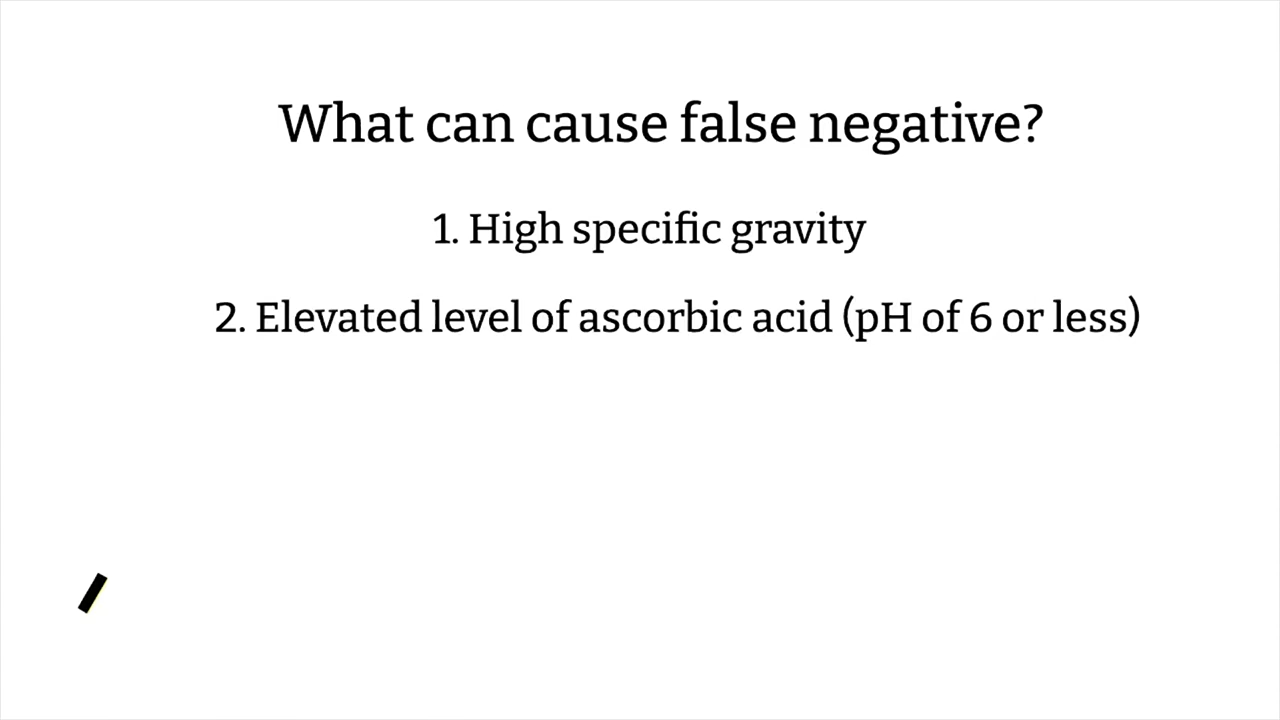 What can cause false negative?
1. High specific gravity
2. Elevated level of ascorbic acid (pH of 6 or less)